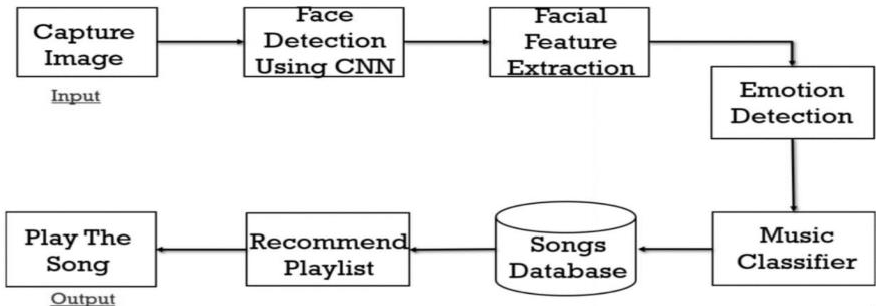 Capture
Image
Input
Face
Detection
Using CNN
Facial
Feature
Extraction
Emotion
Detection
Music
Classifier
Songs
Database
Recommend
Playlist
Play The
Song
Output